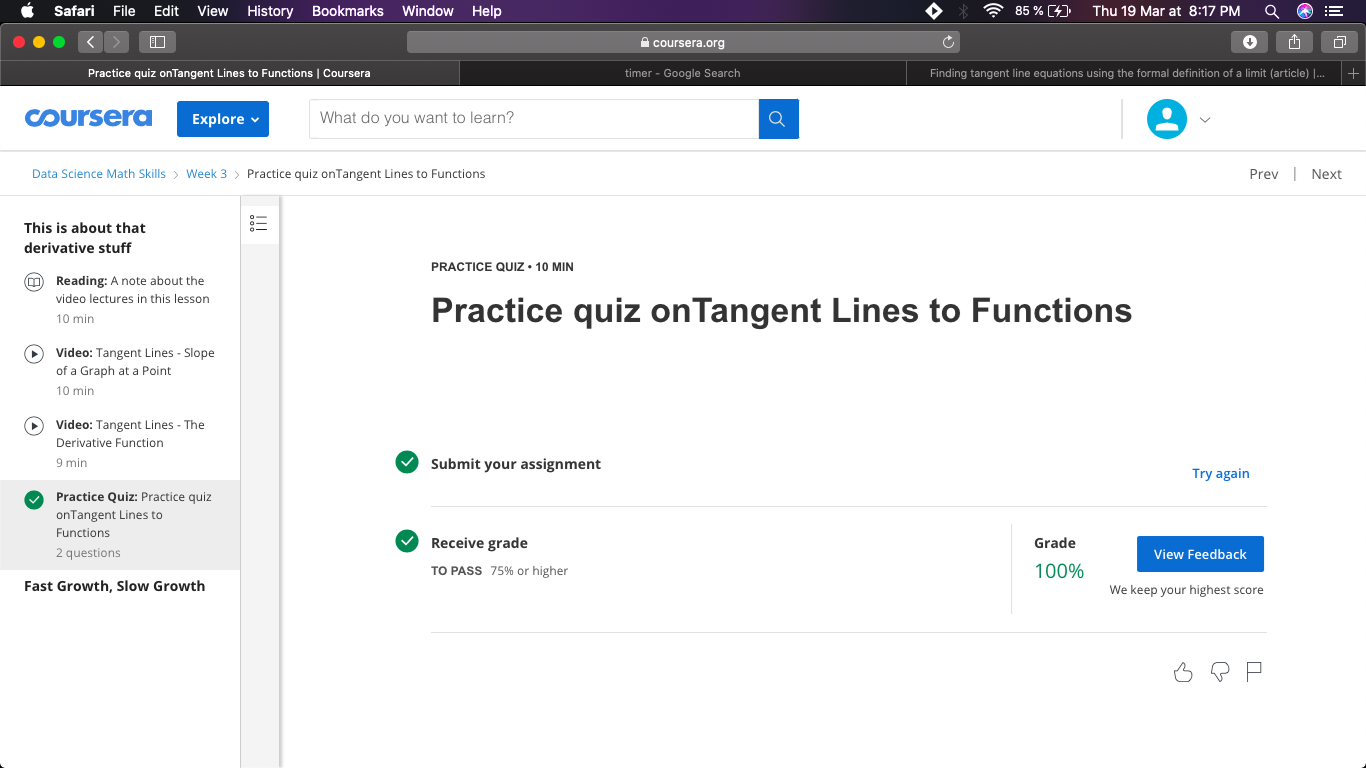 Safari File Edit View History Bookmarks Window Help 85 % Thu 19 Mar at 8:17 PM
coursera.org
Practice quiz onTangent Lines to Functions | Coursera
timer - Google Search
Finding tangent line equations using the formal definition of a limit (article) |...
coursera
Explore
What do you want to learn?
Data Science Math Skills > Week 3 > Practice quiz onTangent Lines to Functions
Prev | Next
This is about that
derivative stuff
Reading: A note about the
video lectures in this lesson
10 min
Video: Tangent Lines - Slope
of a Graph at a Point
10 min
Video: Tangent Lines - The
Derivative Function
9 min
Practice Quiz: Practice quiz
onTangent Lines to
Functions
2 questions
Fast Growth, Slow Growth
PRACTICE QUIZ • 10 MIN
Practice quiz onTangent Lines to Functions
Submit your assignment
Try again
Receive grade
TO PASS 75% or higher
Grade
100%
View Feedback
We keep your highest score